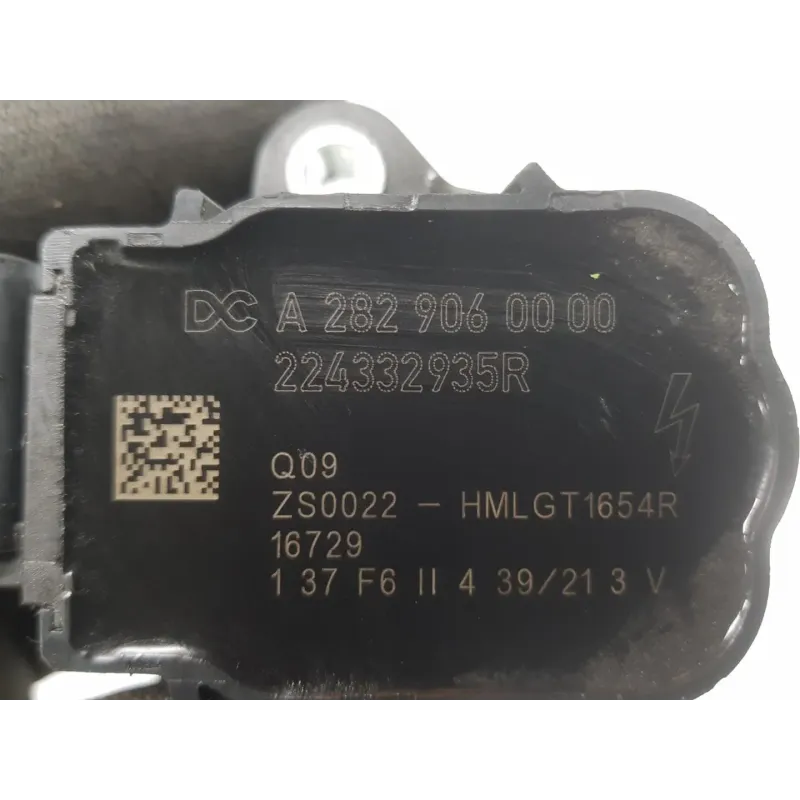 DC A 282 906 00 00
224332935R
Q09
ZS0022 - HMLGT1654R
16729
1 37 F6 II 4 39/21 3 V